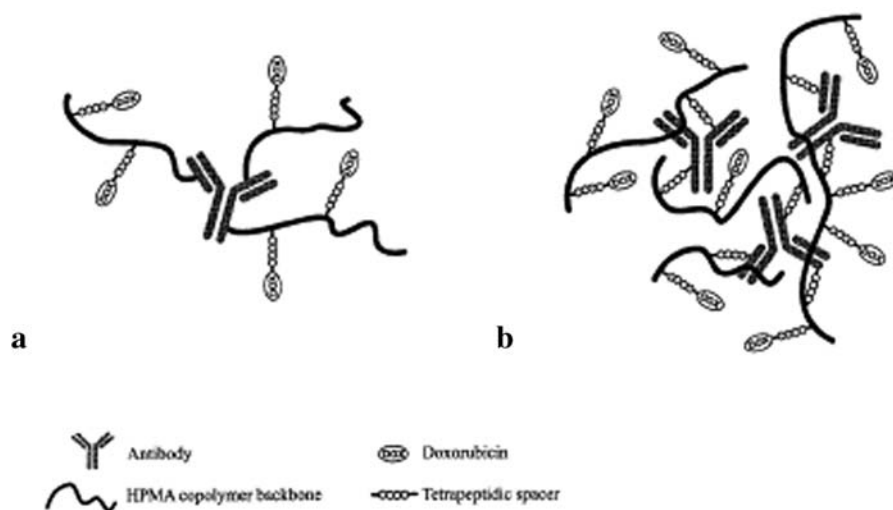 a
b
Antibody
Doxorubicin
HPMA copolymer backbone
Tetrapeptidic spacer